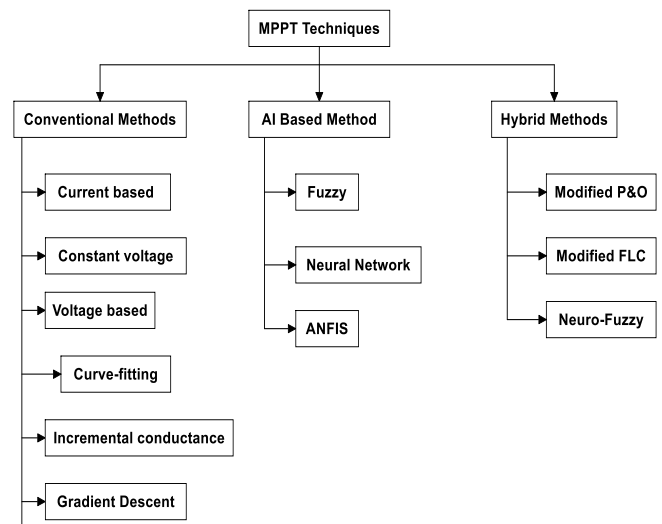 MPPT Techniques
Conventional Methods
AI Based Method
Hybrid Methods
Current based
Constant voltage
Voltage based
Curve-fitting
Incremental conductance
Gradient Descent
Fuzzy
Neural Network
ANFIS
Modified P&O
Modified FLC
Neuro-Fuzzy